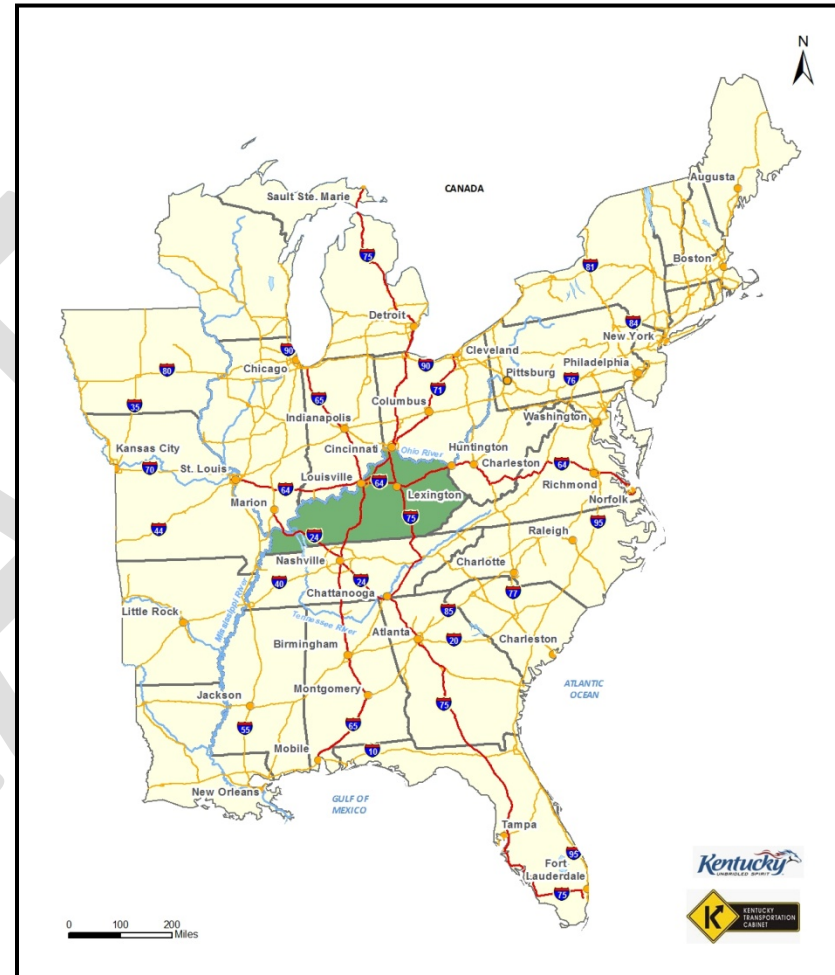 N
CANADA
Sault Ste. Marie
Augusta
75
Boston
81
Detroit
84
New York
90
Chicago
90
Cleveland
Philadelphia
80
Pittsburg
76
65
71
Columbus
35
Indianapolis
Washington
Kansas City
Cincinnati
Ohio River
Huntington
70
St. Louis
Louisville
64
Charleston
64
64
Lexington
Richmond
Marion
Norfolk
44
75
95
24
Raleigh
Nashville
40
24
Charlotte
Chattanooga
77
Little Rock
Mississippi River
85
Tennessee River
Atlanta
20
Birmingham
Charleston
Jackson
Montgomery
75
ATLANTIC
OCEAN
55
65
Mobile
10
New Orleans
GULF OF
MEXICO
Tampa
95
Fort
Lauderdale
75
Kentucky
UNBRIDLED SPIRIT
K
KENTUCKY
TRANSPORTATION
CABINET
0 100 200
Miles